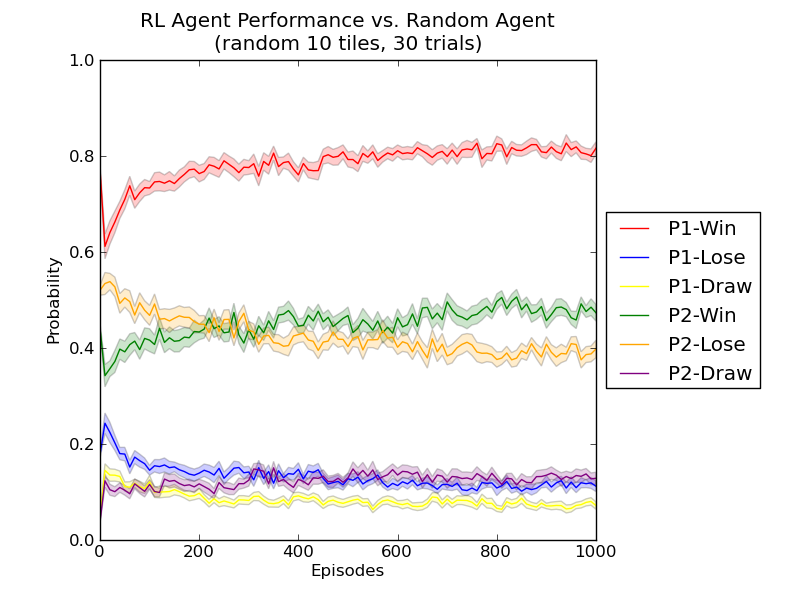 RL Agent Performance vs. Random Agent
(random 10 tiles, 30 trials)
1.0
0.8
0.6
0.4
0.2
0.0
Probability
0
200
400
600
800
1000
Episodes
P1-Win
P1-Lose
P1-Draw
P2-Win
P2-Lose
P2-Draw